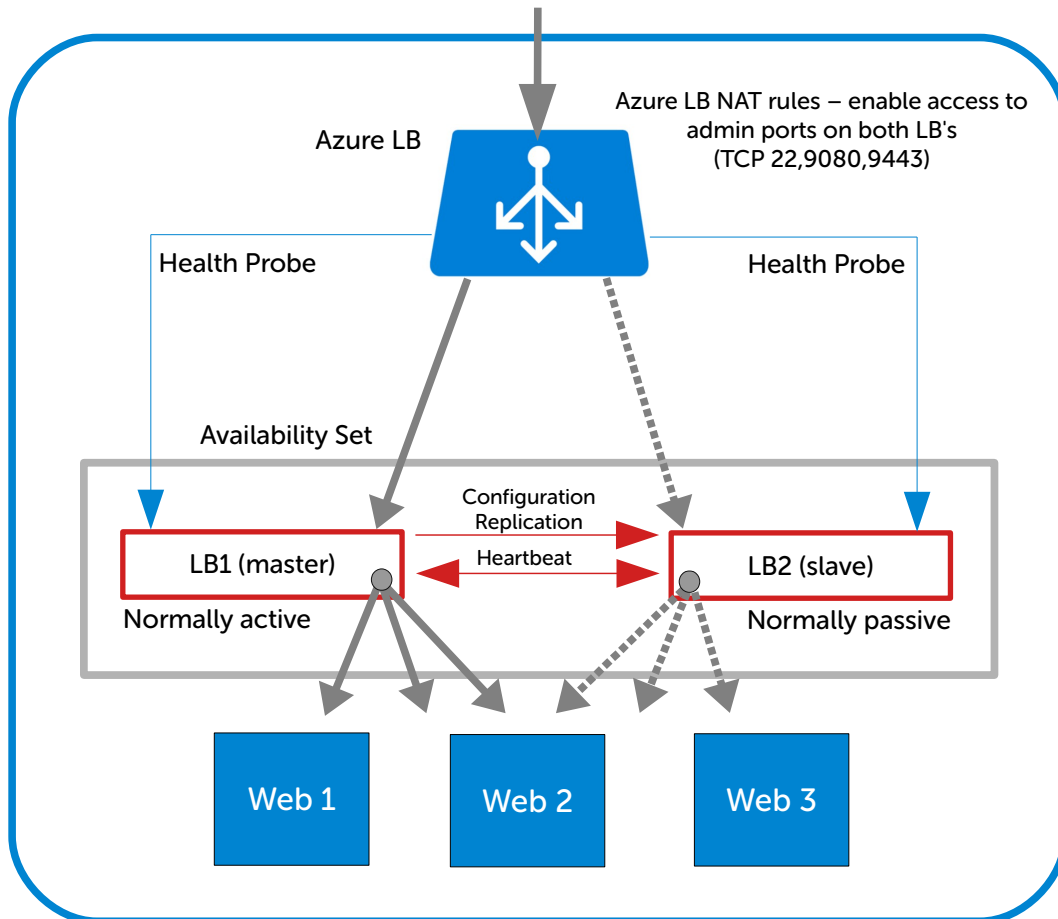 Azure LB NAT rules – enable access to
admin ports on both LB's
(TCP 22,9080,9443)
Azure LB
Health Probe
Health Probe
Availability Set
Configuration
Replication
LB1 (master)
Heartbeat
LB2 (slave)
Normally active
Normally passive
Web 1
Web 2
Web 3